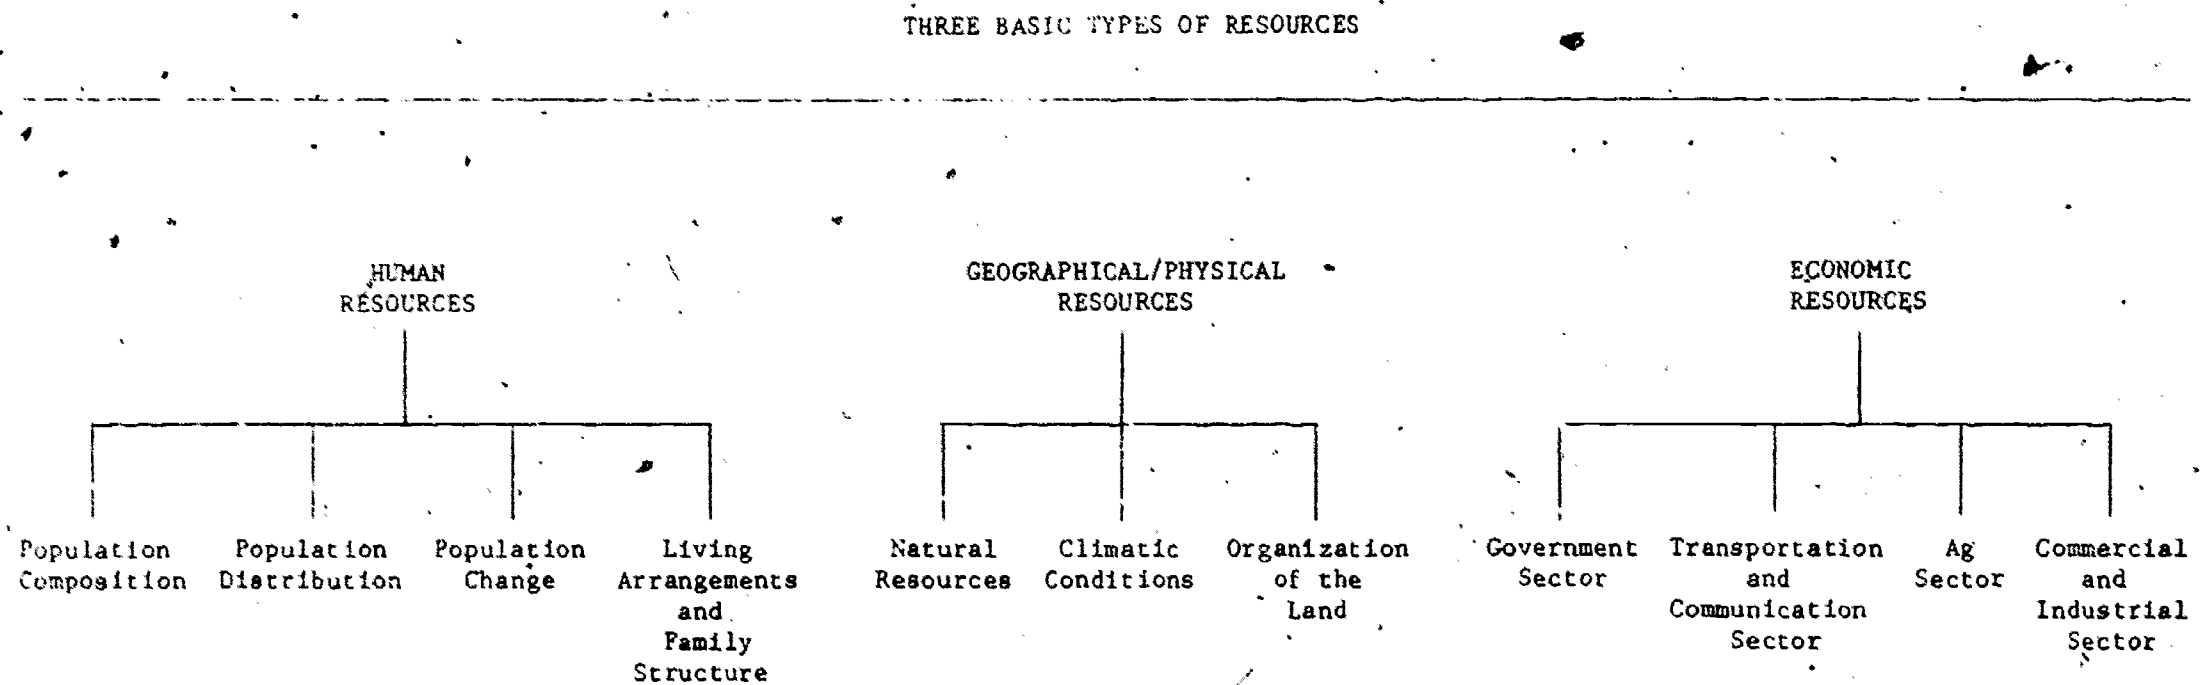 THREE BASIC TYPES OF RESOURCES
HUMAN
RESOURCES
GEOGRAPHICAL/PHYSICAL
RESOURCES
ECONOMIC
RESOURCES
Population
Composition
Population
Distribution
Population
Change
Living
Arrangements
and
Family
Structure
Natural
Resources
Climatic
Conditions
Organization
of the
Land
Government
Sector
Transportation
and
Communication
Sector
Ag
Sector
Commercial
and
Industrial
Sector